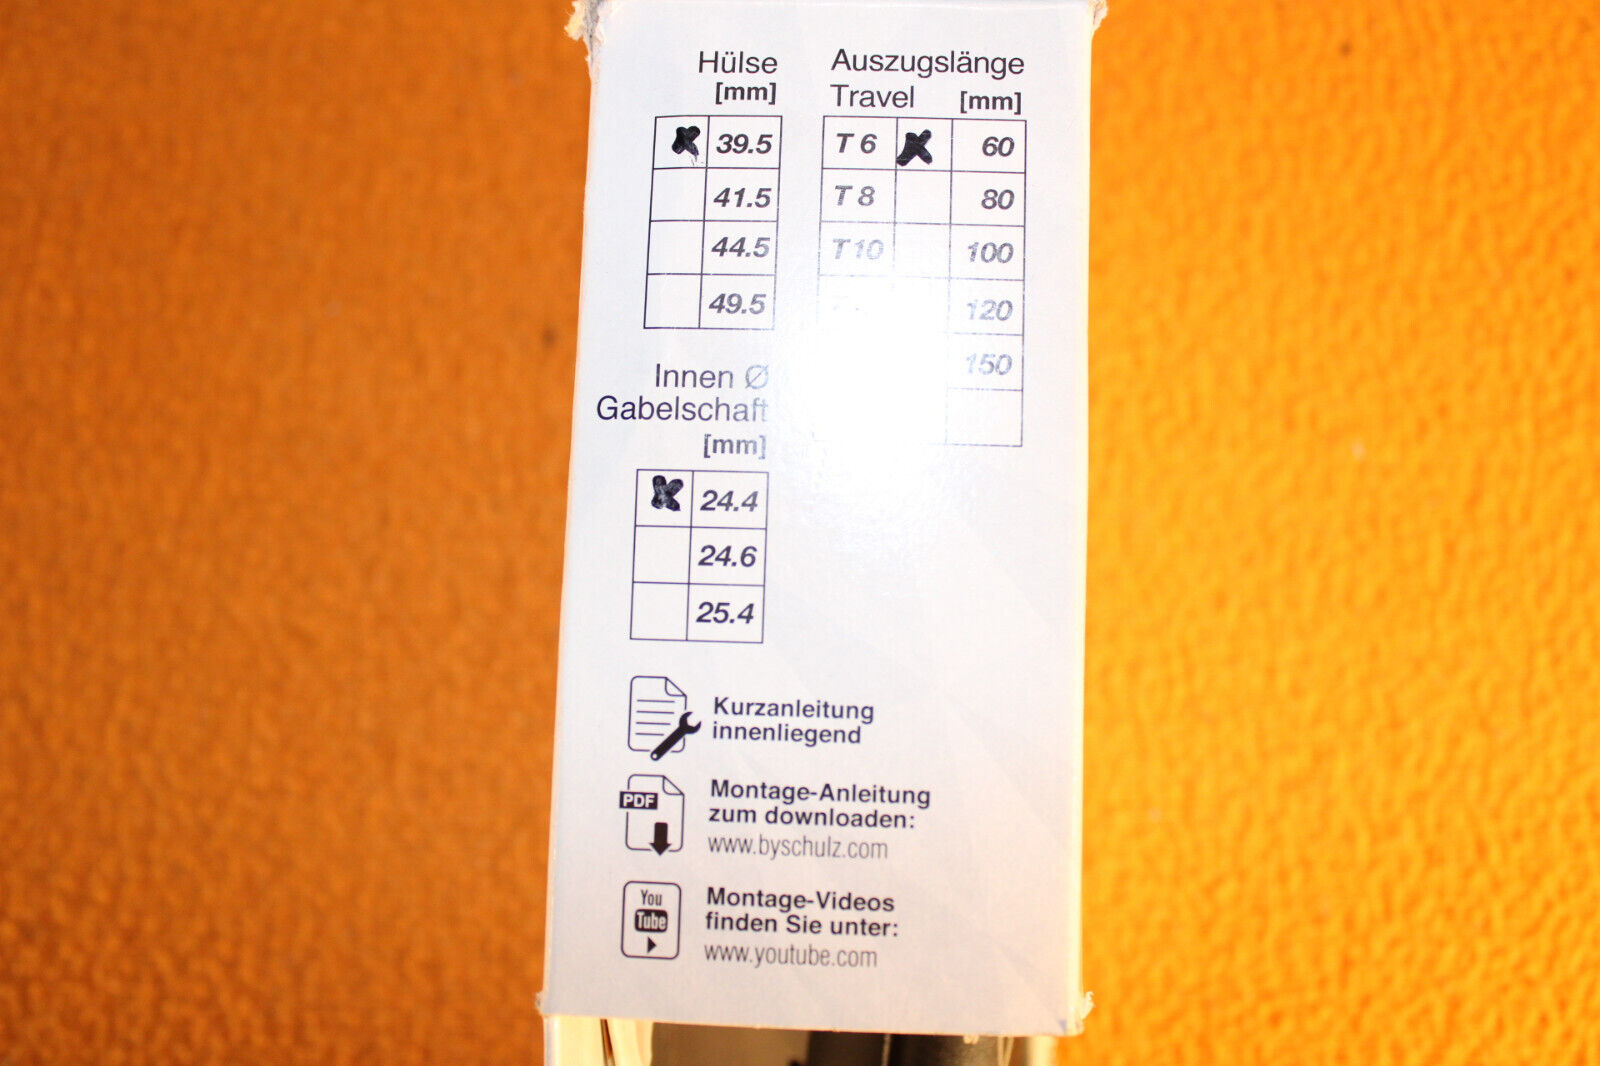 Hülse
[mm]
39.5
41.5
44.5
49.5
Auszugslänge
Travel [mm]
T 6 60
T 8 80
T 10 100
120
150
Innen Ø
Gabelschaft
[mm]
24.4
24.6
25.4
Kurzanleitung
innenliegend
PDF
Montage-Anleitung
zum downloaden:
www.byschulz.com
You
Tube
Montage-Videos
finden Sie unter:
www.youtube.com